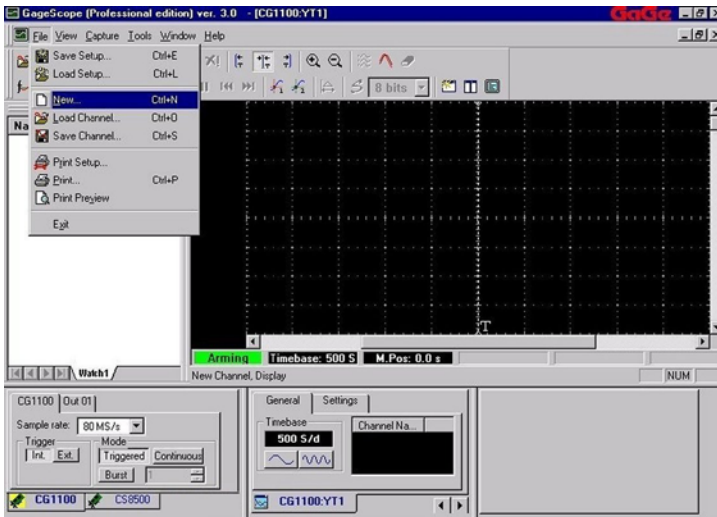 GageScope (Professional edition) ver. 3.0 - [CG1100:YT1]
GaGe
File View Capture Tools Window Help
Save Setup... Ctrl+E
Load Setup... Ctrl+L
New... Ctrl+N
Load Channel... Ctrl+O
Save Channel... Ctrl+S
Print Setup...
Print... Ctrl+P
Print Preview
Exit
8 bits
Na
T
Arming Timebase: 500 S M.Pos: 0.0 s
Watch1
New Channel, Display
NUM
CG1100 Out 01
Sample rate: 80 MS/s
Trigger
Int. Ext.
Mode
Triggered Continuous
Burst 1
CG1100 CS8500
General Settings
Timebase
500 S/d
Channel Na...
CG1100:YT1